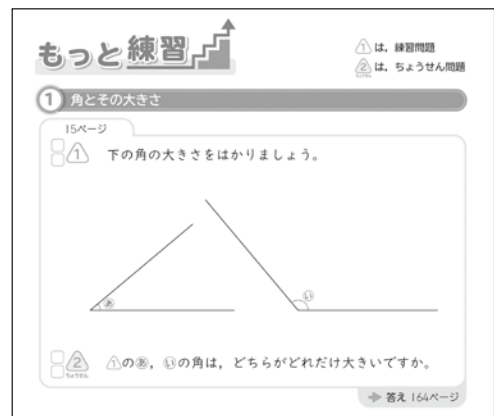 もっと練習
1は，練習問題
2は，ちょうせん問題
1 角とその大きさ
15ページ
1 下の角の大きさをはかりましょう。
あ
い
2 1のあ，いの角は，どちらがどれだけ大きいですか。
ちょうせん
答え 164ページ